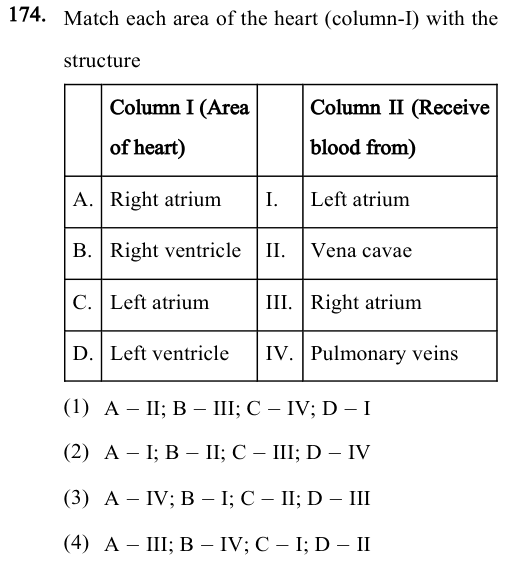 174. Match each area of the heart (column-I) with the
structure
Column I (Area of heart) Column II (Receive blood from)
A. Right atrium I. Left atrium
B. Right ventricle II. Vena cavae
C. Left atrium III. Right atrium
D. Left ventricle IV. Pulmonary veins
(1) A – II; B – III; C – IV; D – I
(2) A – I; B – II; C – III; D – IV
(3) A – IV; B – I; C – II; D – III
(4) A – III; B – IV; C – I; D – II